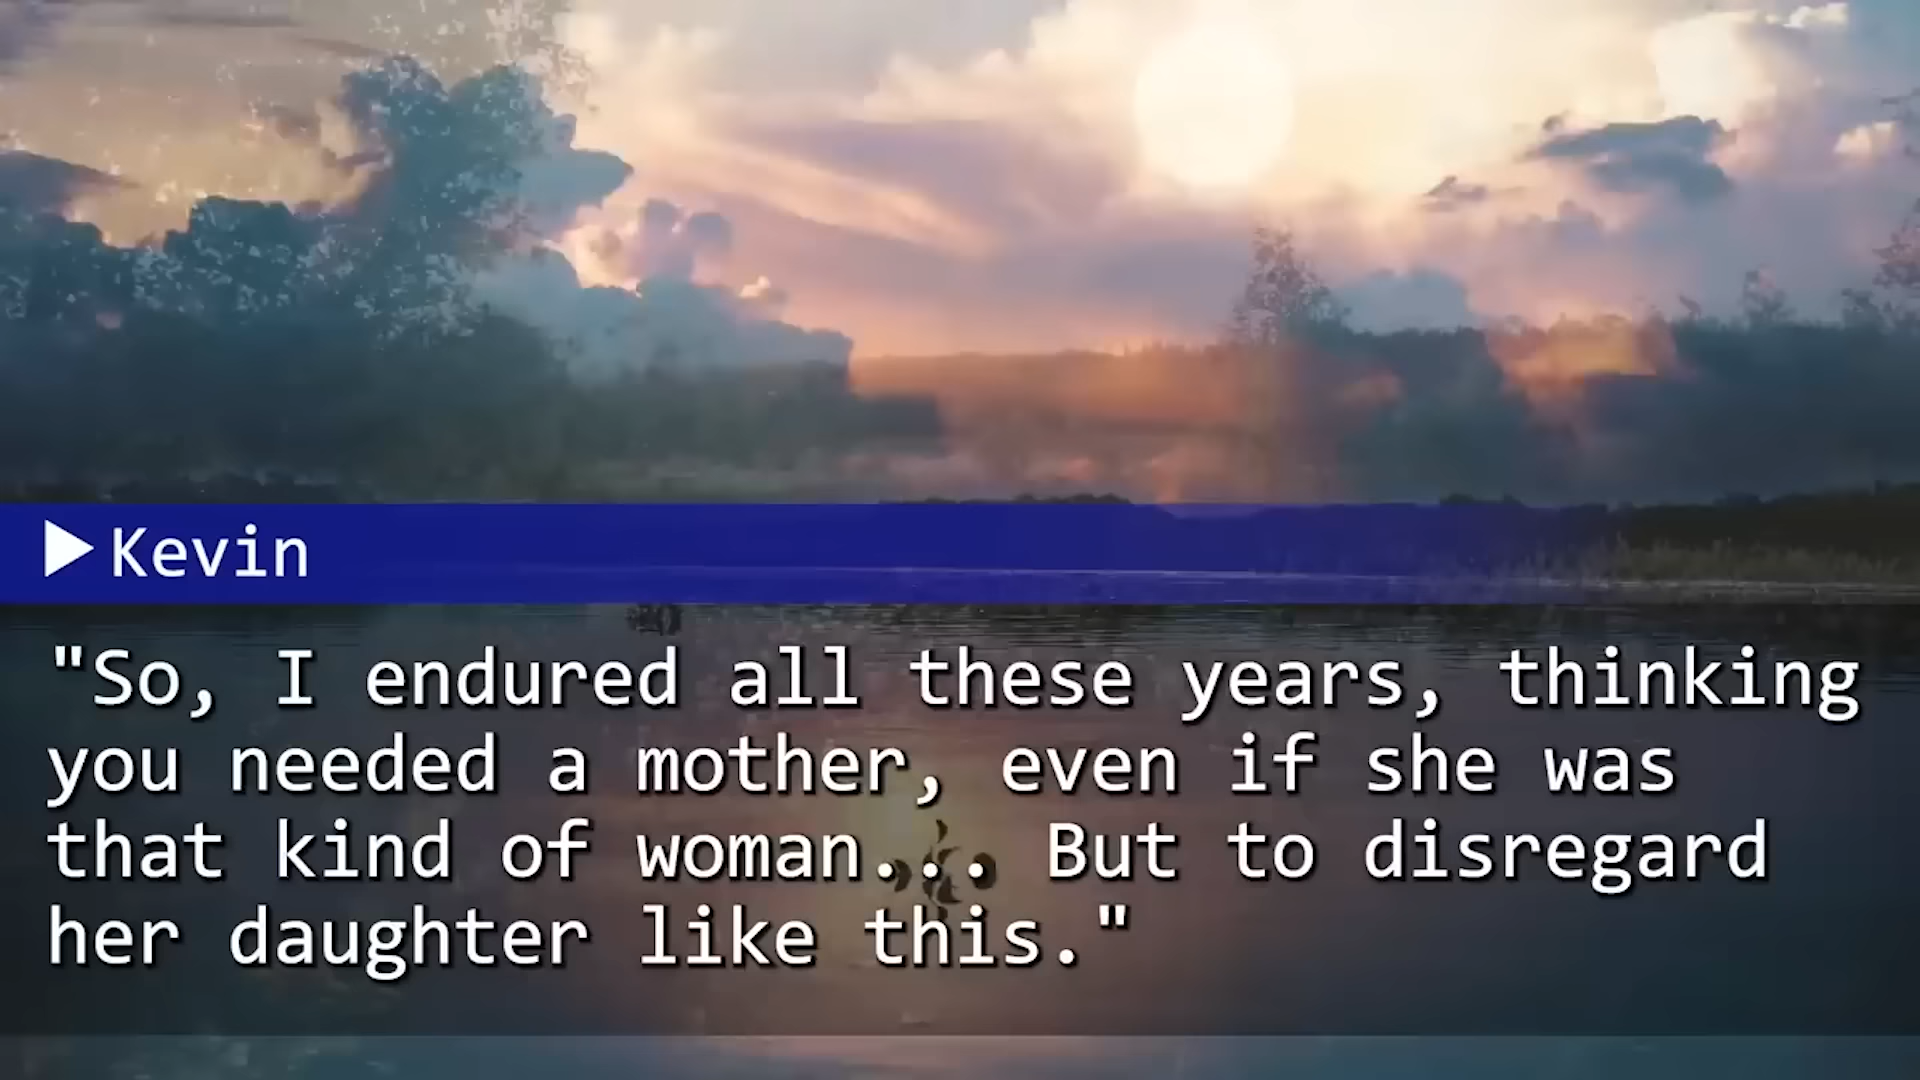 Kevin
"So, I endured all these years, thinking
you needed a mother, even if she was
that kind of woman... But to disregard
her daughter like this."